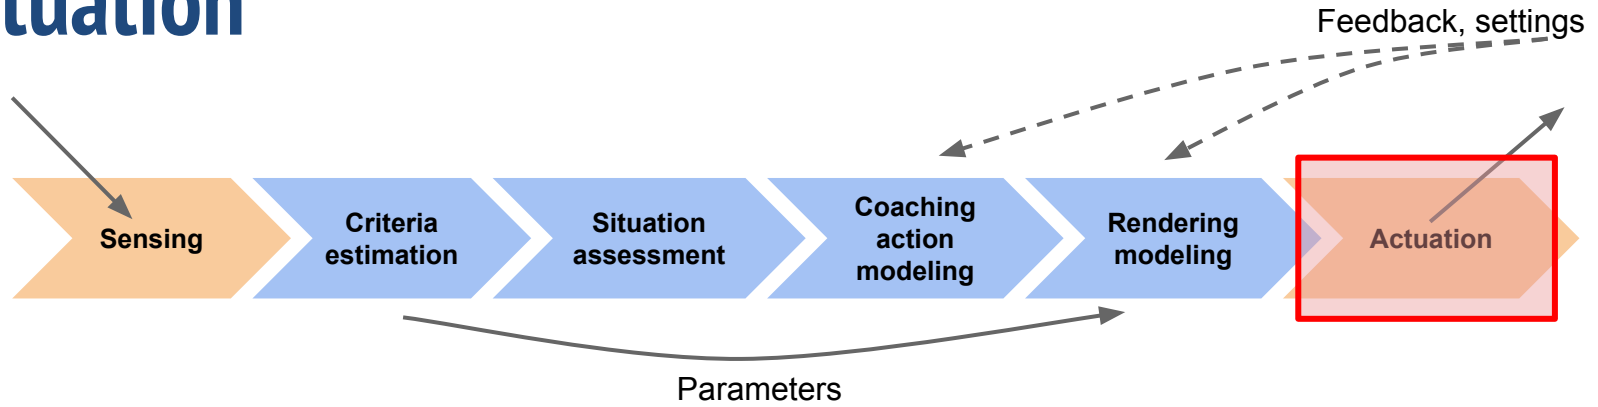 tuation
Feedback, settings
Sensing
Criteria
estimation
Situation
assessment
Coaching
action
modeling
Rendering
modeling
Actuation
Parameters